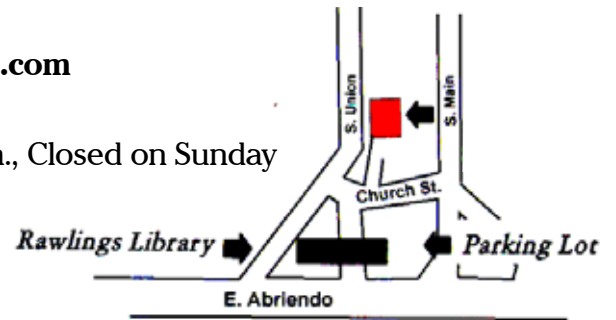 .com
., Closed on Sunday
S. Union
S. Main
Church St.
Rawlings Library
Parking Lot
E. Abriendo